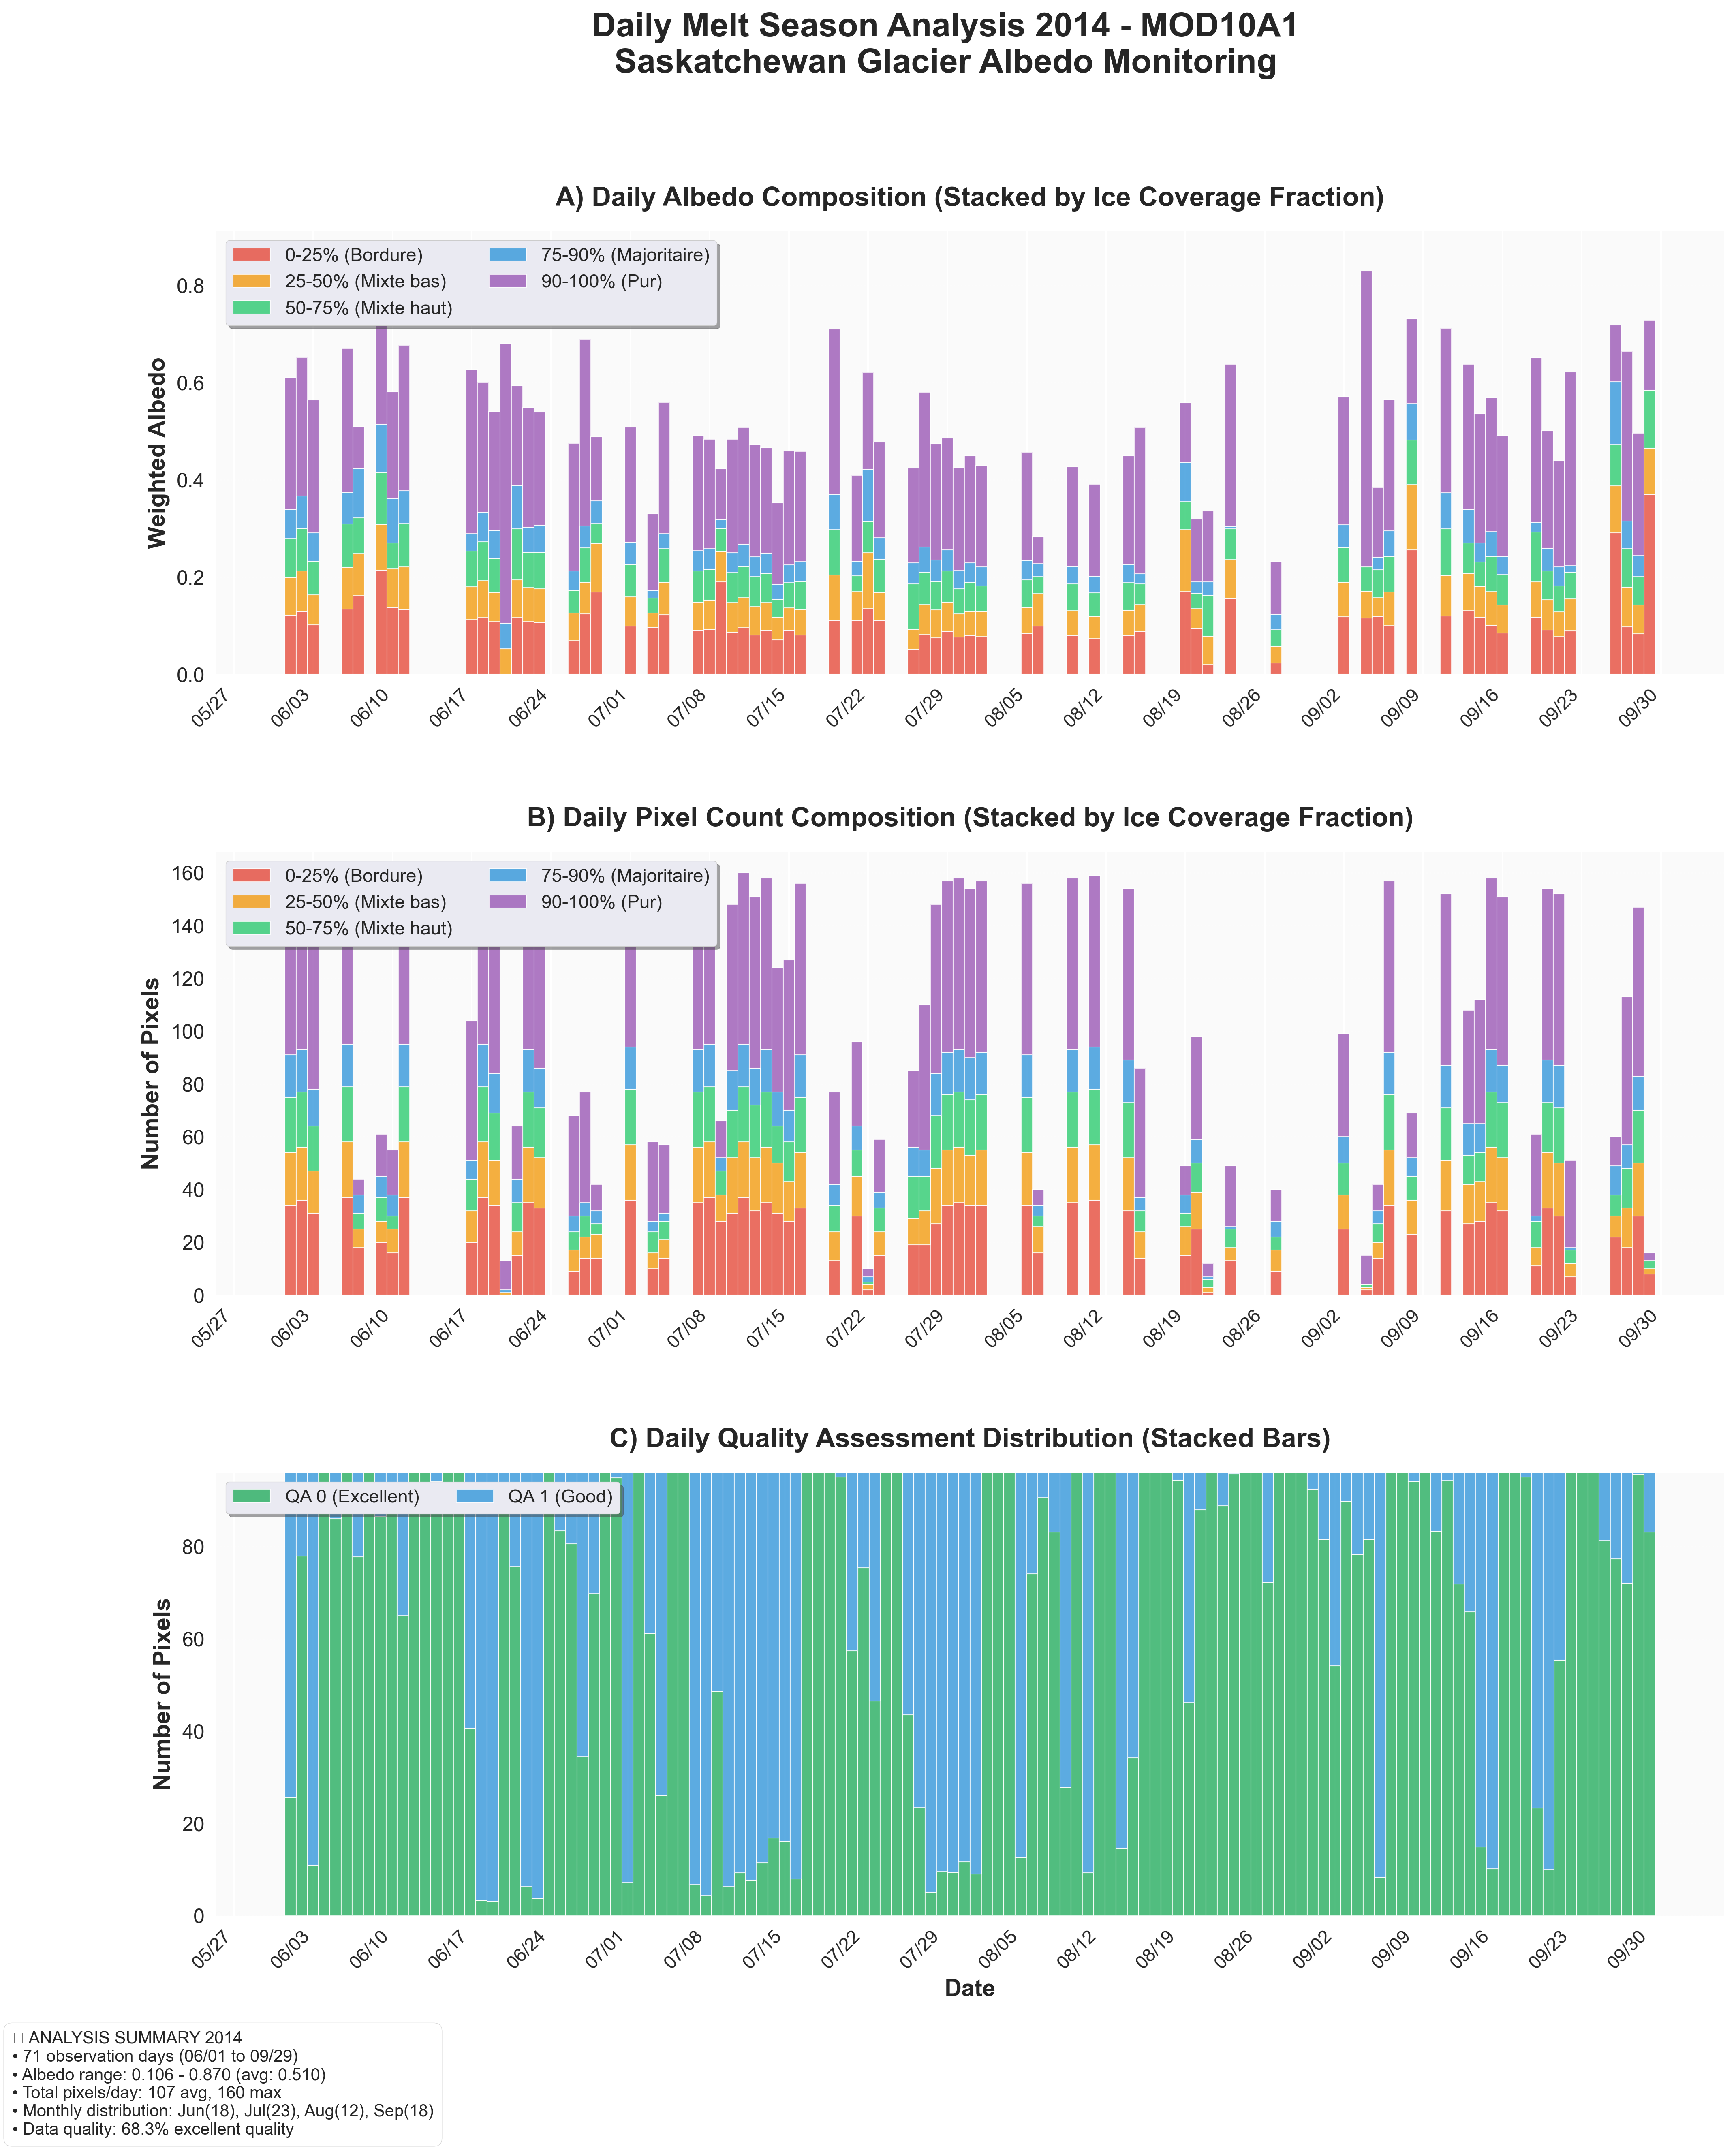 Daily Melt Season Analysis 2014 - MOD10A1
Saskatchewan Glacier Albedo Monitoring
A) Daily Albedo Composition (Stacked by Ice Coverage Fraction)
0-25% (Bordure)
25-50% (Mixte bas)
50-75% (Mixte haut)
75-90% (Majoritaire)
90-100% (Pur)
Weighted Albedo
0.8
0.6
0.4
0.2
0.0
05/27 06/03 06/10 06/17 06/24 07/01 07/08 07/15 07/22 07/29 08/05 08/12 08/19 08/26 09/02 09/09 09/16 09/23 09/30
B) Daily Pixel Count Composition (Stacked by Ice Coverage Fraction)
0-25% (Bordure)
25-50% (Mixte bas)
50-75% (Mixte haut)
75-90% (Majoritaire)
90-100% (Pur)
Number of Pixels
160
140
120
100
80
60
40
20
0
05/27 06/03 06/10 06/17 06/24 07/01 07/08 07/15 07/22 07/29 08/05 08/12 08/19 08/26 09/02 09/09 09/16 09/23 09/30
C) Daily Quality Assessment Distribution (Stacked Bars)
QA 0 (Excellent)
QA 1 (Good)
Number of Pixels
80
60
40
20
0
05/27 06/03 06/10 06/17 06/24 07/01 07/08 07/15 07/22 07/29 08/05 08/12 08/19 08/26 09/02 09/09 09/16 09/23 09/30
Date
ANALYSIS SUMMARY 2014
• 71 observation days (06/01 to 09/29)
• Albedo range: 0.106 - 0.870 (avg: 0.510)
• Total pixels/day: 107 avg, 160 max
• Monthly distribution: Jun(18), Jul(23), Aug(12), Sep(18)
• Data quality: 68.3% excellent quality